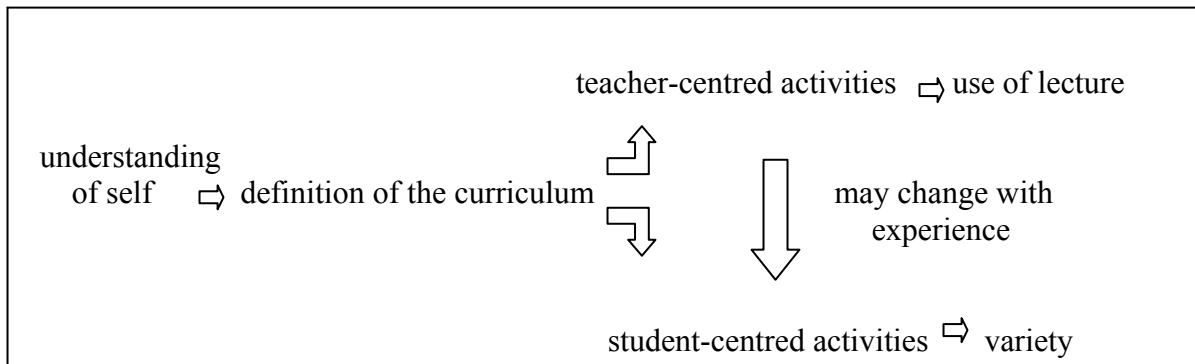 teacher-centred activities
use of lecture
understanding
of self
definition of the curriculum
may change with
experience
student-centred activities
variety